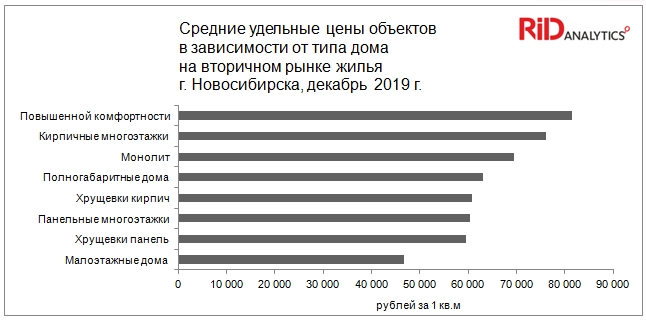 Средние удельные цены объектов
в зависимости от типа дома
на вторичном рынке жилья
г. Новосибирска, декабрь 2019 г.
RiD ANALYTICS
Повышенной комфортности
Кирпичные многоэтажки
Монолит
Полногабаритные дома
Хрущевки кирпич
Панельные многоэтажки
Хрущевки панель
Малоэтажные дома
0 10 000 20 000 30 000 40 000 50 000 60 000 70 000 80 000 90 000
рублей за 1 кв.м